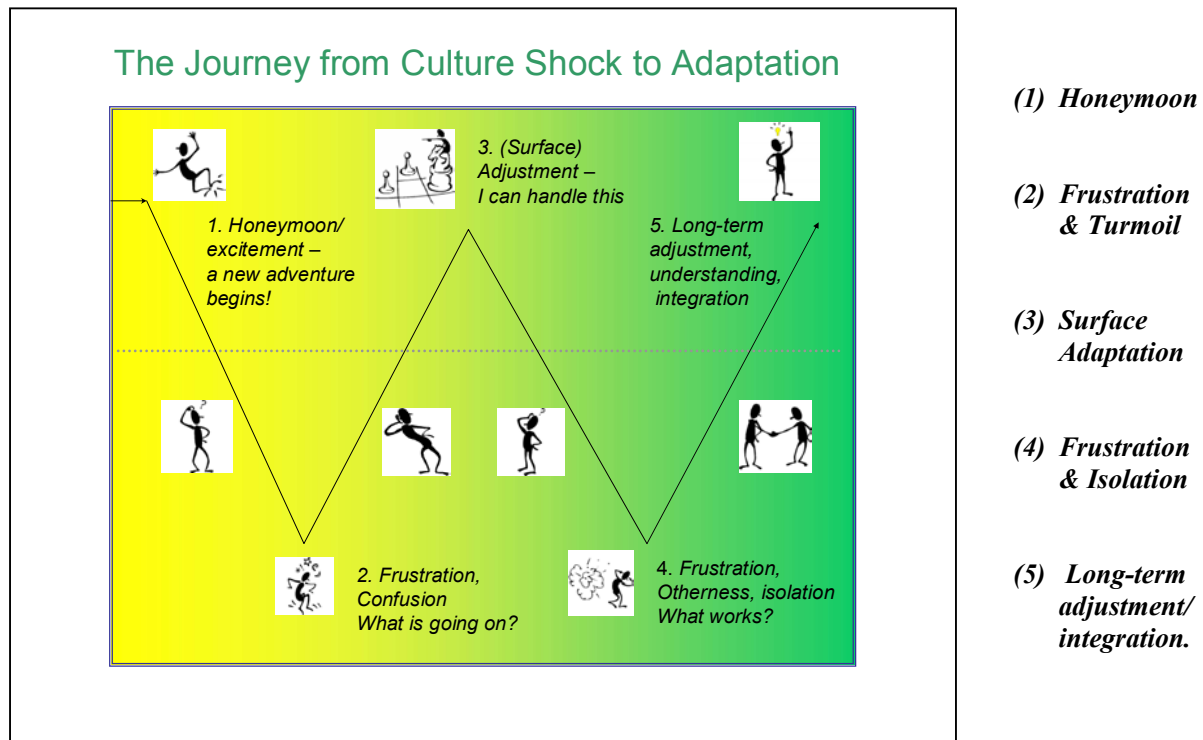 The Journey from Culture Shock to Adaptation
1. Honeymoon/
excitement –
a new adventure
begins!
3. (Surface)
Adjustment –
I can handle this
5. Long-term
adjustment,
understanding,
integration
2. Frustration,
Confusion
What is going on?
4. Frustration,
Otherness, isolation
What works?
(1) Honeymoon
(2) Frustration
& Turmoil
(3) Surface
Adaptation
(4) Frustration
& Isolation
(5) Long-term
adjustment/
integration.